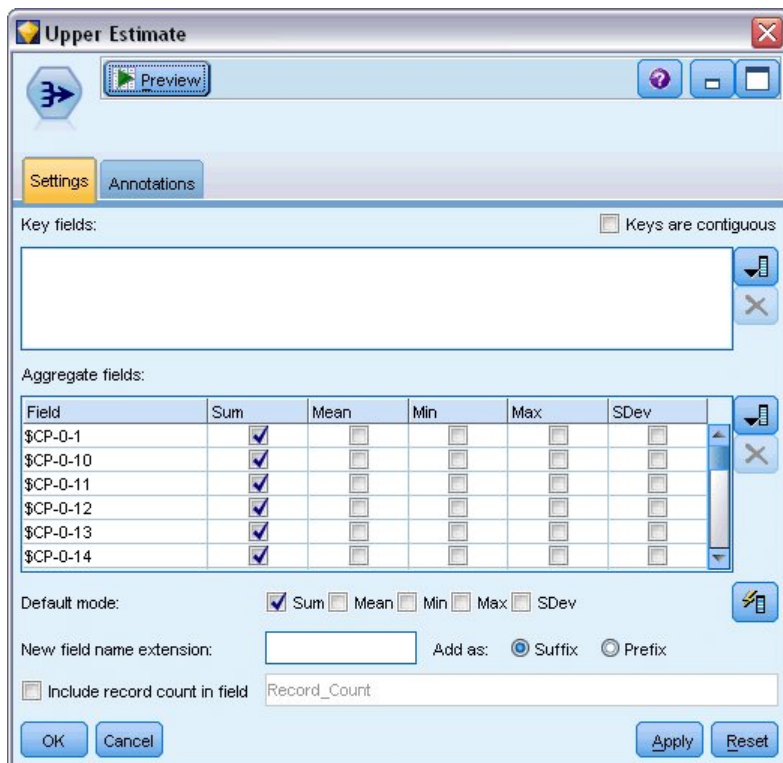 Upper Estimate
Preview
Settings Annotations
Key fields: Keys are contiguous
Aggregate fields:
Field Sum Mean Min Max SDev
$CP-0-1
$CP-0-10
$CP-0-11
$CP-0-12
$CP-0-13
$CP-0-14
Default mode: Sum Mean Min Max SDev
New field name extension: Add as: Suffix Prefix
Include record count in field Record_Count
OK Cancel Apply Reset